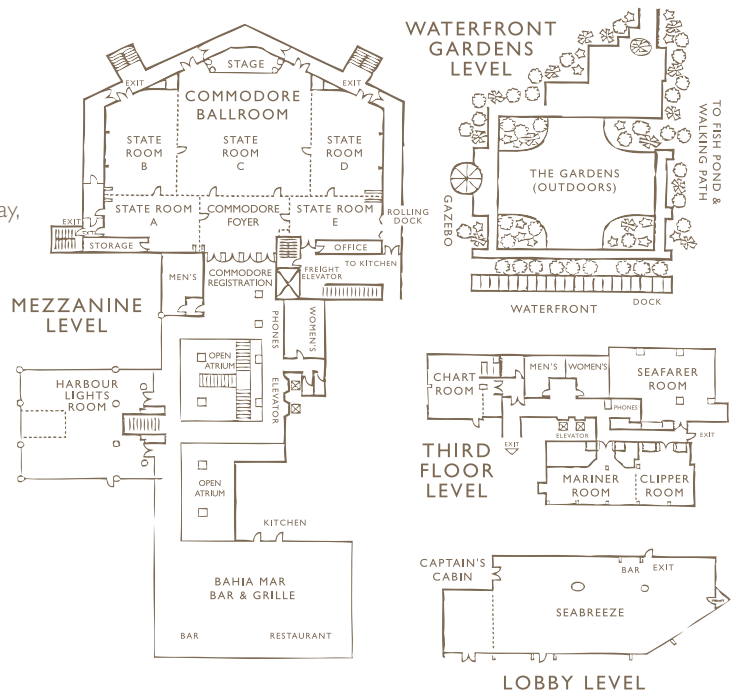 ay,
MEZZANINE
LEVEL
STAGE
EXIT
EXIT
COMMODORE
BALLROOM
STATE
ROOM
B
STATE
ROOM
C
STATE
ROOM
D
STATE ROOM
A
COMMODORE
FOYER
STATE ROOM
E
ROLLING
DOCK
EXIT
STORAGE
OFFICE
TO KITCHEN
FREIGHT
ELEVATOR
MEN'S
COMMODORE
REGISTRATION
PHONES
WOMEN'S
OPEN
ATRIUM
ELEVATOR
HARBOUR
LIGHTS
ROOM
OPEN
ATRIUM
KITCHEN
BAHIA MAR
BAR & GRILLE
BAR
RESTAURANT
WATERFRONT
GARDENS
LEVEL
TO FISH POND &
WALKING PATH
THE GARDENS
(OUTDOORS)
GAZEBO
WATERFRONT
DOCK
THIRD
FLOOR
LEVEL
CHART
ROOM
MEN'S
WOMEN'S
SEAFARER
ROOM
PHONES
ELEVATOR
EXIT
EXIT
MARINER
ROOM
CLIPPER
ROOM
CAPTAIN'S
CABIN
BAR
EXIT
SEABREEZE
LOBBY LEVEL